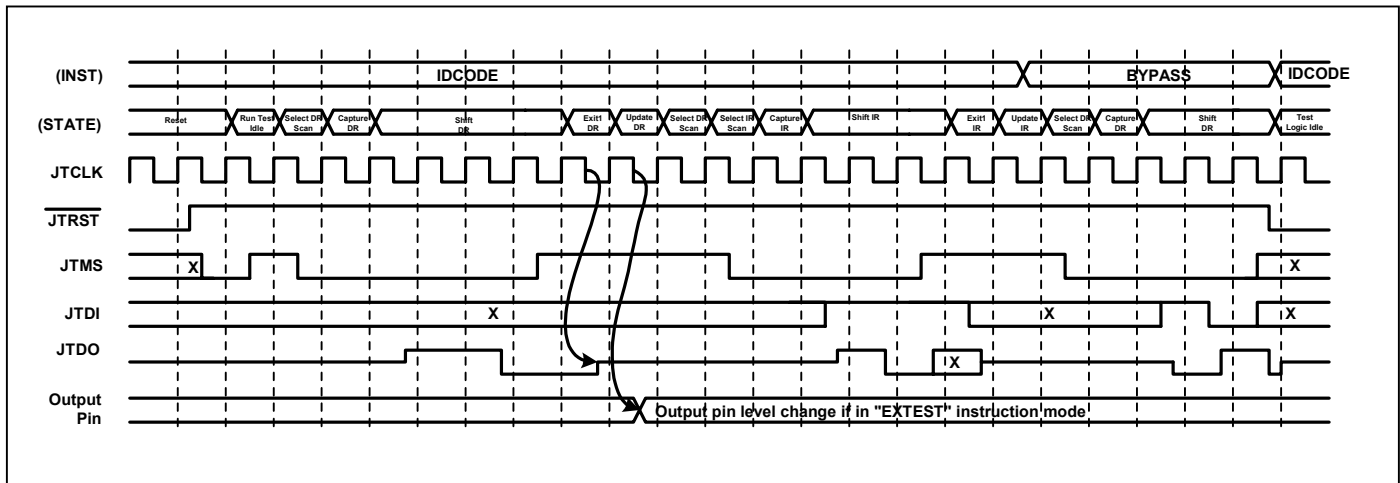 (INST)
IDCODE
BYPASS
IDCODE
(STATE)
Reset
Run Test
Idle
Select DR
Scan
Capture
DR
Shift
DR
Exit1
DR
Update
DR
Select DR
Scan
Select IR
Scan
Capture
IR
Shift IR
Exit1
IR
Update
IR
Select DR
Scan
Capture
DR
Shift
DR
Test
Logic Idle
JTCLK
JTRST
JTMS
X
X
JTDI
X
X
X
JTDO
X
Output
Pin
Output pin level change if in "EXTEST" instruction mode